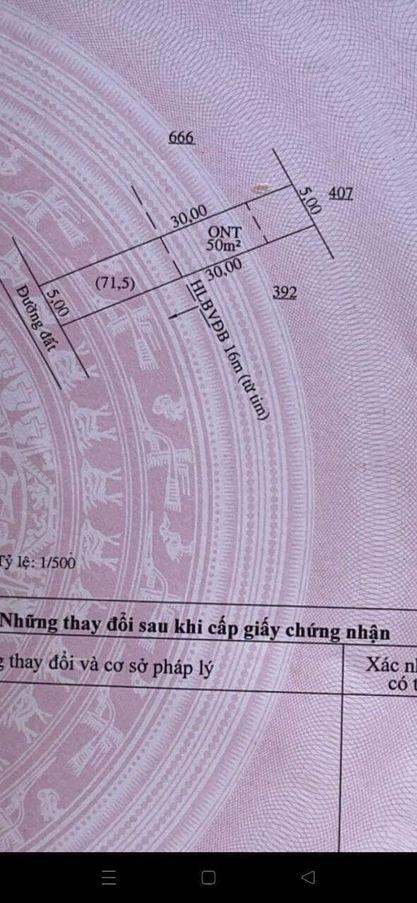 666
5,00
407
30,00
ONT
50m²
30,00
(71,5)
392
5,00
Đường đất
HLBVĐB 16m (từ tim)
Tỷ lệ: 1/500
Những thay đổi sau khi cấp giấy chứng nhận
g thay đổi và cơ sở pháp lý
Xác n
có t